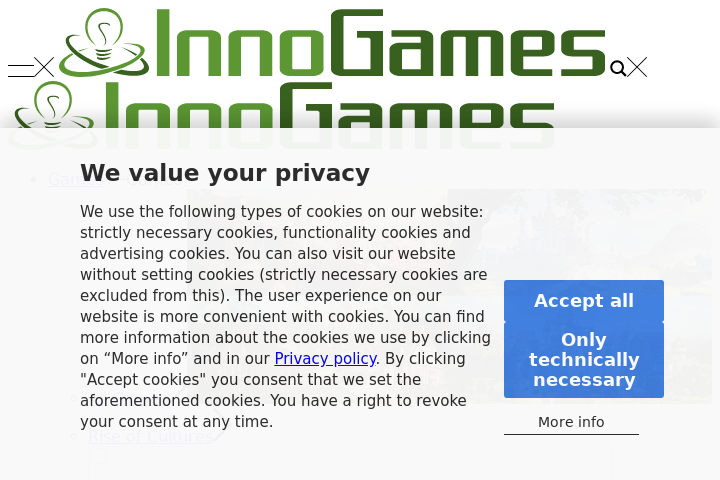 InnoGames
InnoGames
We value your privacy
We use the following types of cookies on our website:
strictly necessary cookies, functionality cookies and
advertising cookies. You can also visit our website
without setting cookies (strictly necessary cookies are
excluded from this). The user experience on our
website is more convenient with cookies. You can find
more information about the cookies we use by clicking
on “More info” and in our Privacy policy. By clicking
"Accept cookies" you consent that we set the
aforementioned cookies. You have a right to revoke
your consent at any time.
Accept all
Only
technically
necessary
More info
Rise of Cultures